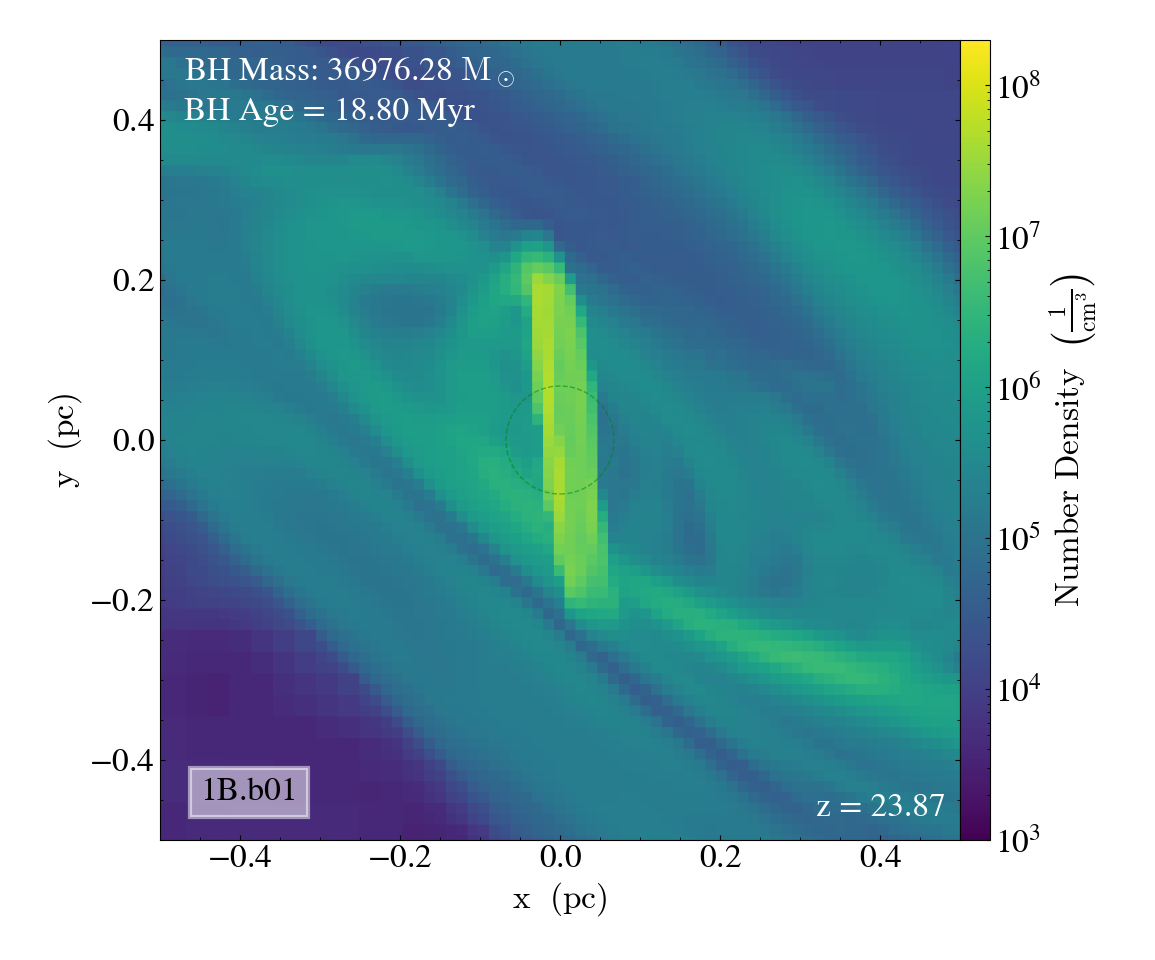 BH Mass: 36976.28 M⊙
BH Age = 18.80 Myr
0.4
0.2
0.0
−0.2
−0.4
y (pc)
1B.b01
z = 23.87
−0.4 −0.2 0.0 0.2 0.4
x (pc)
10^8
10^7
10^6
10^5
10^4
10^3
Number Density (1/cm^3)